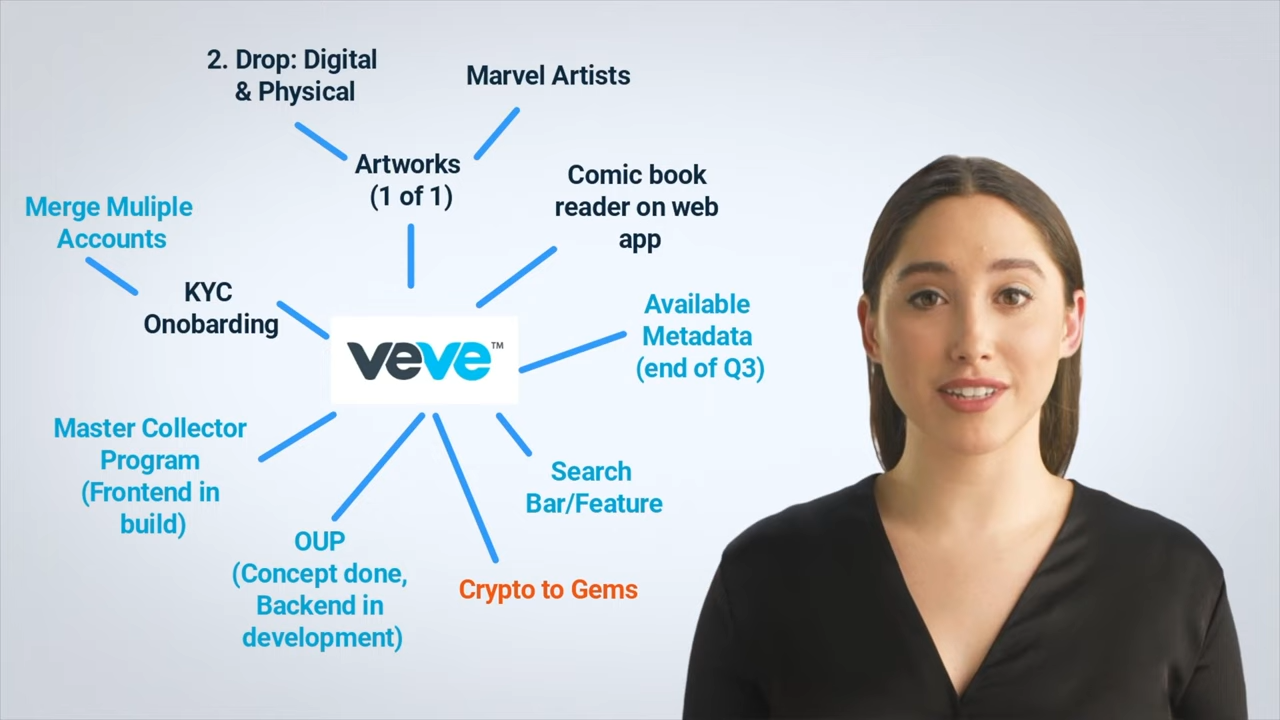 2. Drop: Digital
& Physical
Marvel Artists
Artworks
(1 of 1)
Comic book
reader on web
app
Merge Muliple
Accounts
KYC
Onobarding
Available
Metadata
(end of Q3)
veve™
Master Collector
Program
(Frontend in
build)
Search
Bar/Feature
OUP
(Concept done,
Backend in
development)
Crypto to Gems